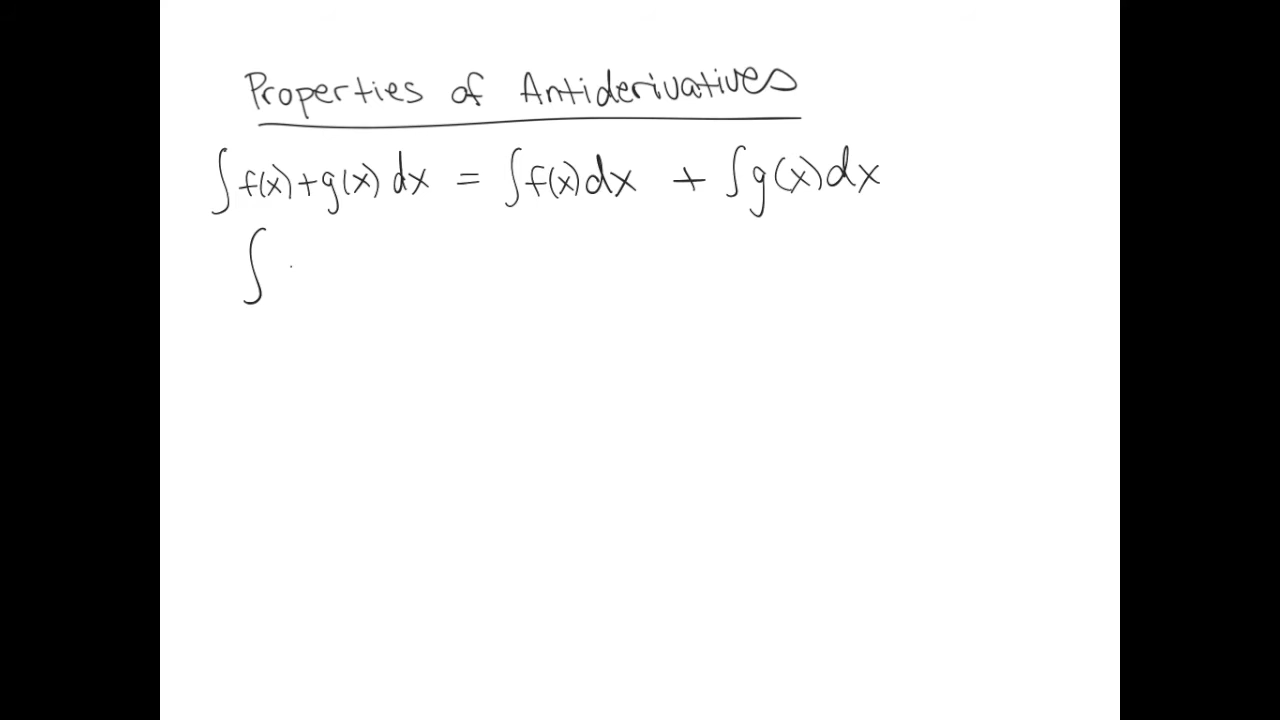 Properties of Antiderivatives
∫f(x)+g(x) dx = ∫f(x)dx + ∫g(x)dx
∫